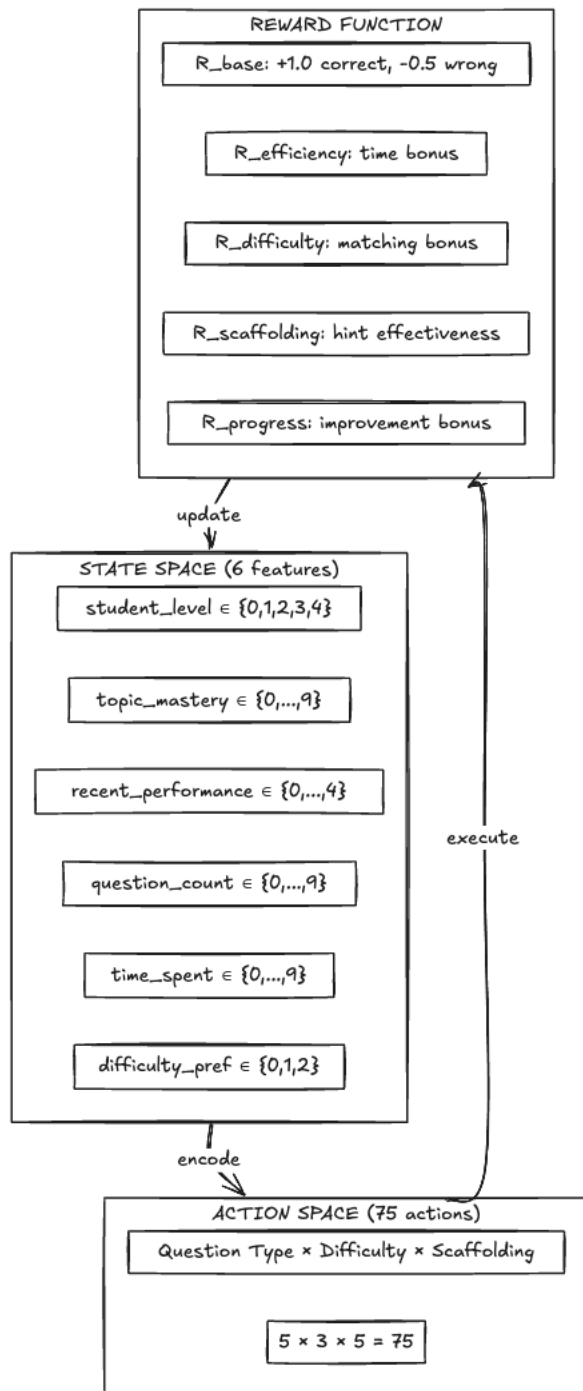 REWARD FUNCTION
R_base: +1.0 correct, -0.5 wrong
R_efficiency: time bonus
R_difficulty: matching bonus
R_scaffolding: hint effectiveness
R_progress: improvement bonus
update
STATE SPACE (6 features)
student_level ∈ {0,1,2,3,4}
topic_mastery ∈ {0,...,9}
recent_performance ∈ {0,...,4}
execute
question_count ∈ {0,...,9}
time_spent ∈ {0,...,9}
difficulty_pref ∈ {0,1,2}
encode
ACTION SPACE (75 actions)
Question Type × Difficulty × Scaffolding
5 × 3 × 5 = 75